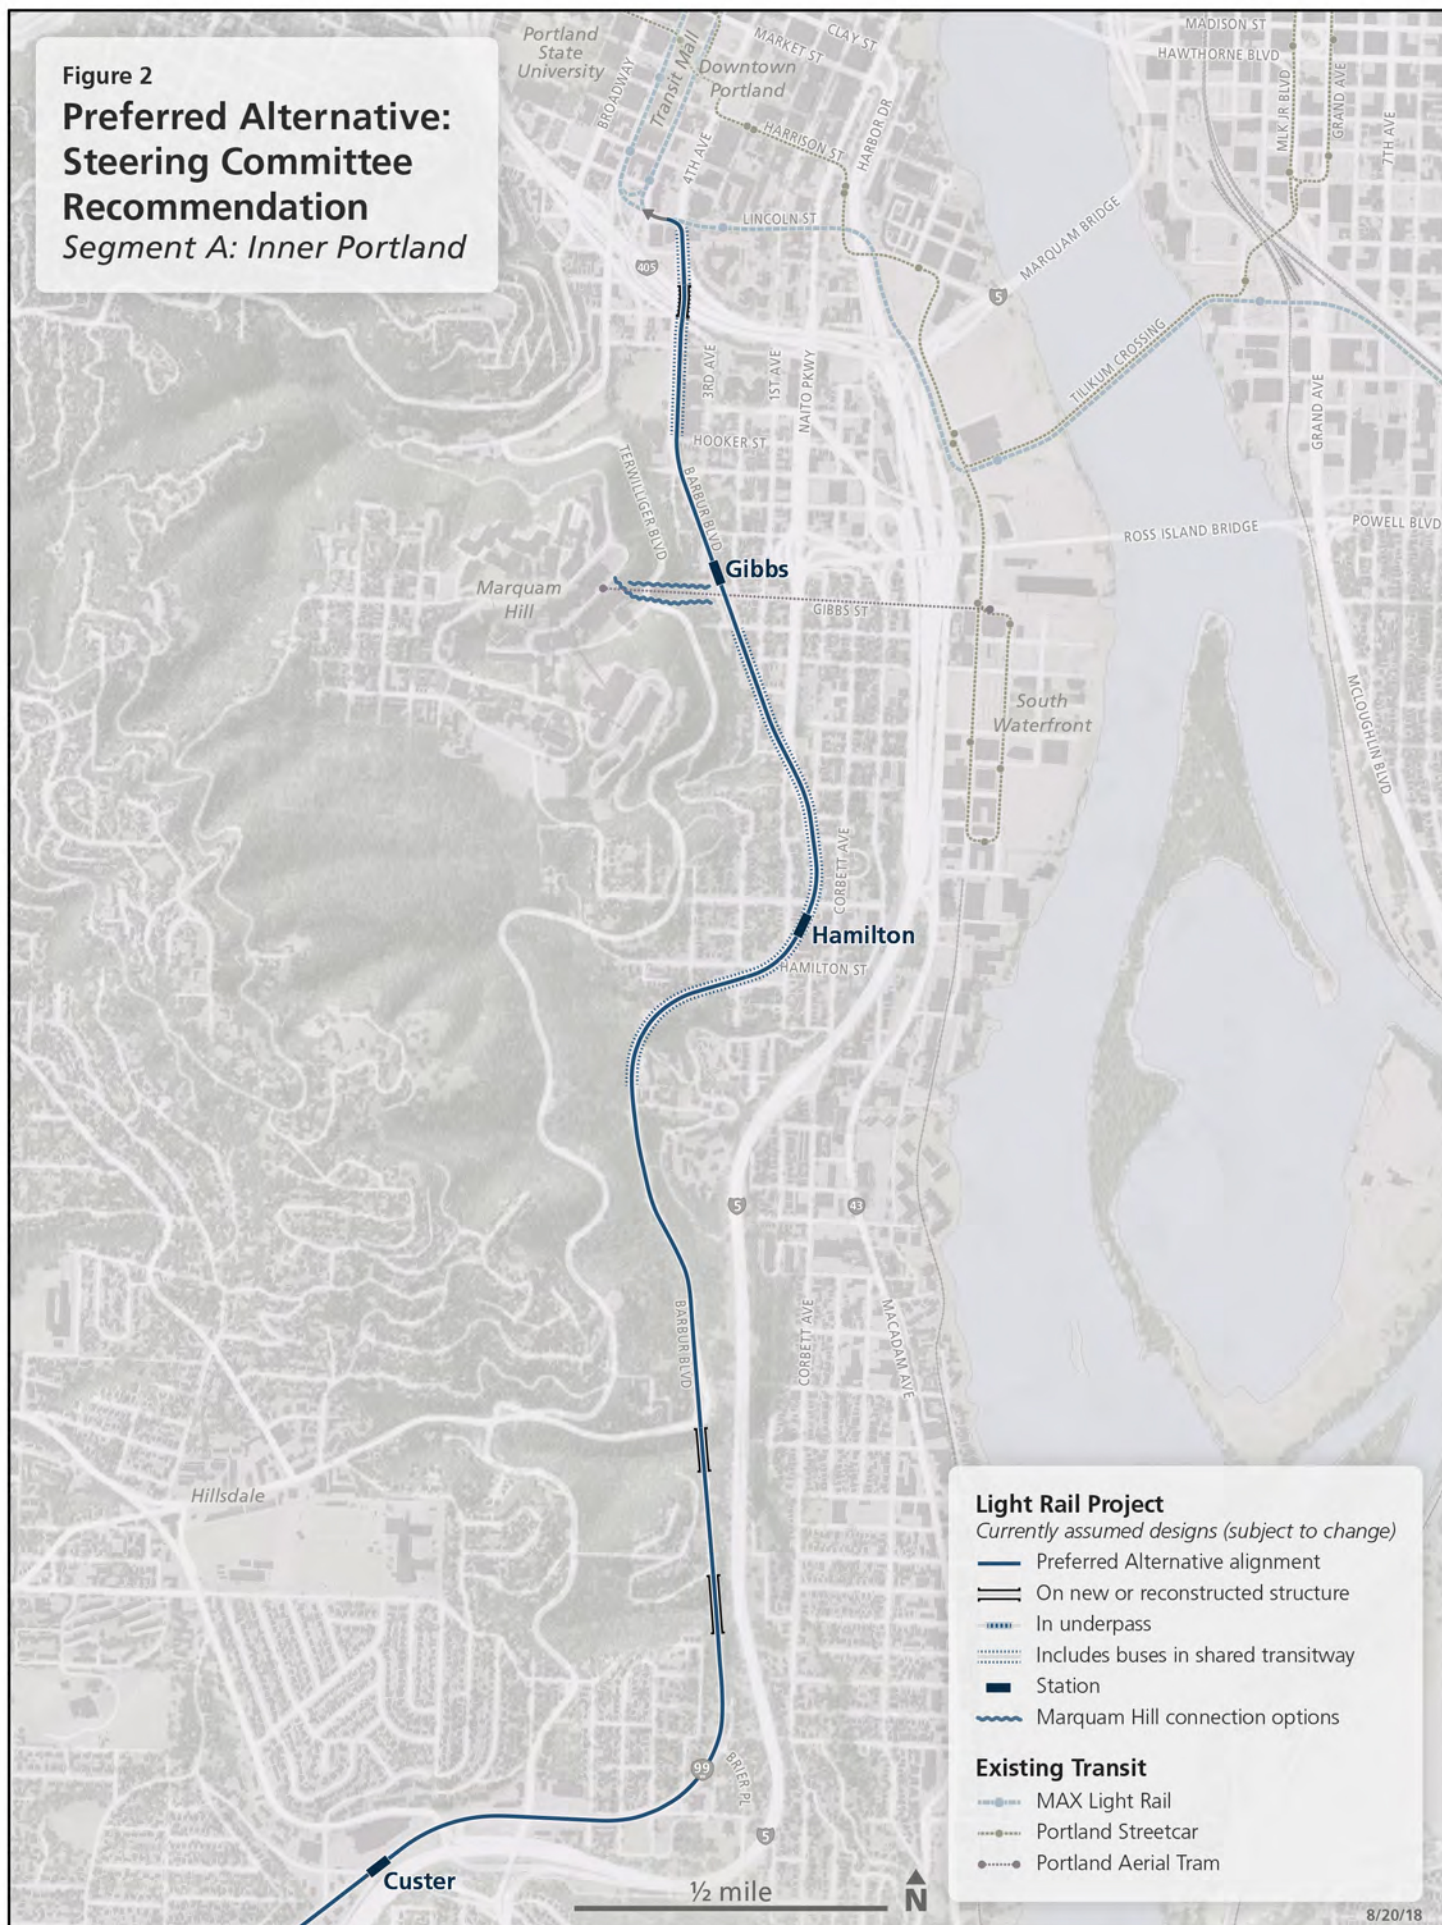 Figure 2
Preferred Alternative:
Steering Committee
Recommendation
Segment A: Inner Portland
Portland
State
University
BROADWAY
Transit Mall
Downtown
Portland
MARKET ST
CLAY ST
4TH AVE
HARRISON ST
HARBOR DR
MADISON ST
HAWTHORNE BLVD
MLK JR BLVD
GRAND AVE
7TH AVE
LINCOLN ST
MARQUAM BRIDGE
405
5
TILIKUM CROSSING
3RD AVE
1ST AVE
NAITO PKWY
GRAND AVE
HOOKER ST
TERWILLIGER BLVD
BARBUR BLVD
ROSS ISLAND BRIDGE
POWELL BLVD
Gibbs
Marquam
Hill
GIBBS ST
South
Waterfront
MCLOUGHLIN BLVD
CORBETT AVE
Hamilton
HAMILTON ST
5
43
BARBUR BLVD
CORBETT AVE
MACADAM AVE
Hillsdale
99
BRIER PL
5
Custer
½ mile
N
Light Rail Project
Currently assumed designs (subject to change)
Preferred Alternative alignment
On new or reconstructed structure
In underpass
Includes buses in shared transitway
Station
Marquam Hill connection options
Existing Transit
MAX Light Rail
Portland Streetcar
Portland Aerial Tram
8/20/18